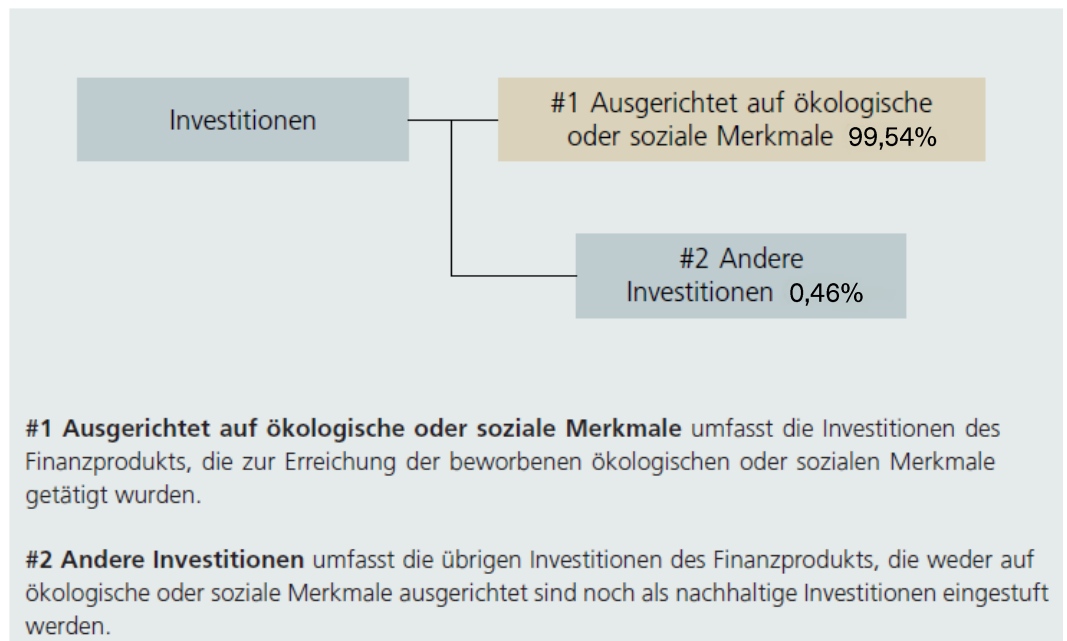 Investitionen
#1 Ausgerichtet auf ökologische
oder soziale Merkmale 99,54%
#2 Andere
Investitionen 0,46%
#1 Ausgerichtet auf ökologische oder soziale Merkmale umfasst die Investitionen des
Finanzprodukts, die zur Erreichung der beworbenen ökologischen oder sozialen Merkmale
getätigt wurden.
#2 Andere Investitionen umfasst die übrigen Investitionen des Finanzprodukts, die weder auf
ökologische oder soziale Merkmale ausgerichtet sind noch als nachhaltige Investitionen eingestuft
werden.